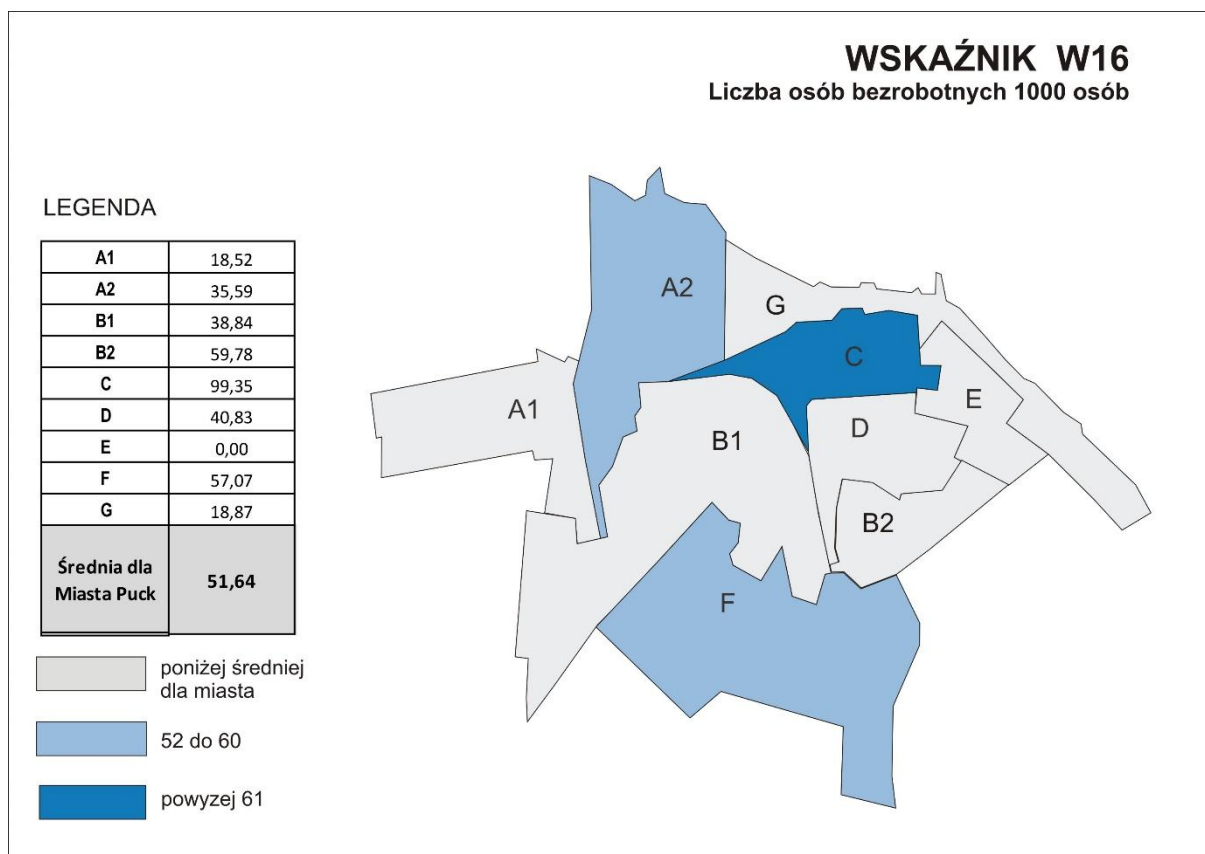 WSKAŹNIK W16
Liczba osób bezrobotnych 1000 osób
LEGENDA
A1 18,52
A2 35,59
B1 38,84
B2 59,78
C 99,35
D 40,83
E 0,00
F 57,07
G 18,87
Średnia dla
Miasta Puck
51,64
poniżej średniej
dla miasta
52 do 60
powyzej 61
A2
G
C
A1
E
B1
D
B2
F